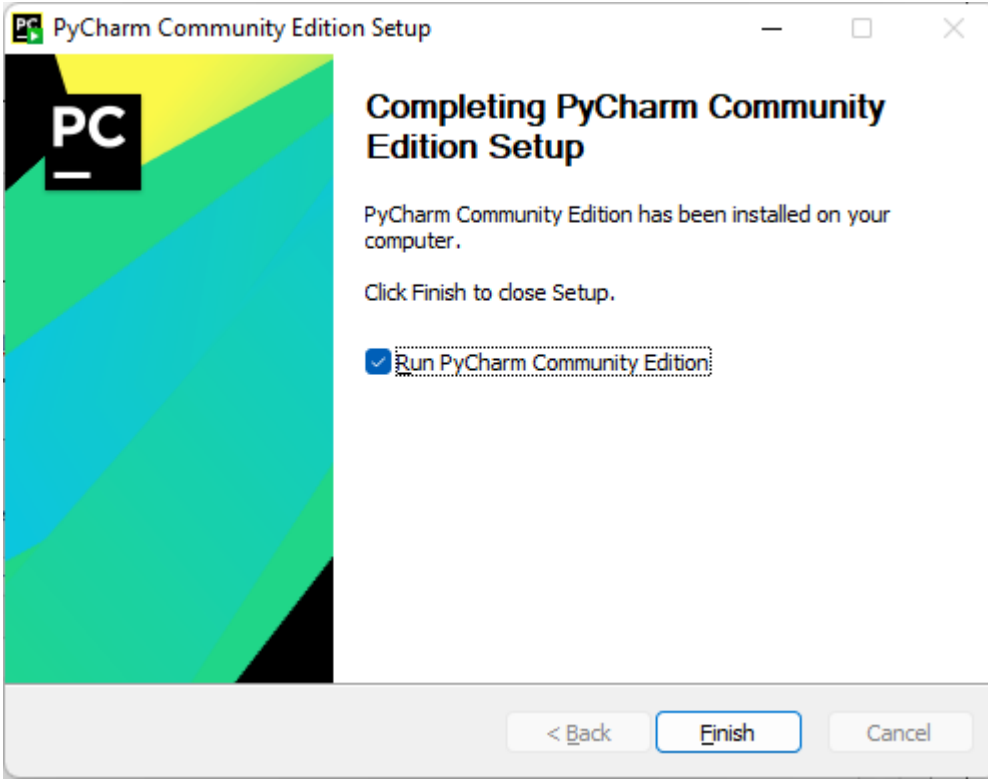 PyCharm Community Edition Setup
PC
Completing PyCharm Community
Edition Setup
PyCharm Community Edition has been installed on your
computer.
Click Finish to close Setup.
Run PyCharm Community Edition
< Back
Finish
Cancel